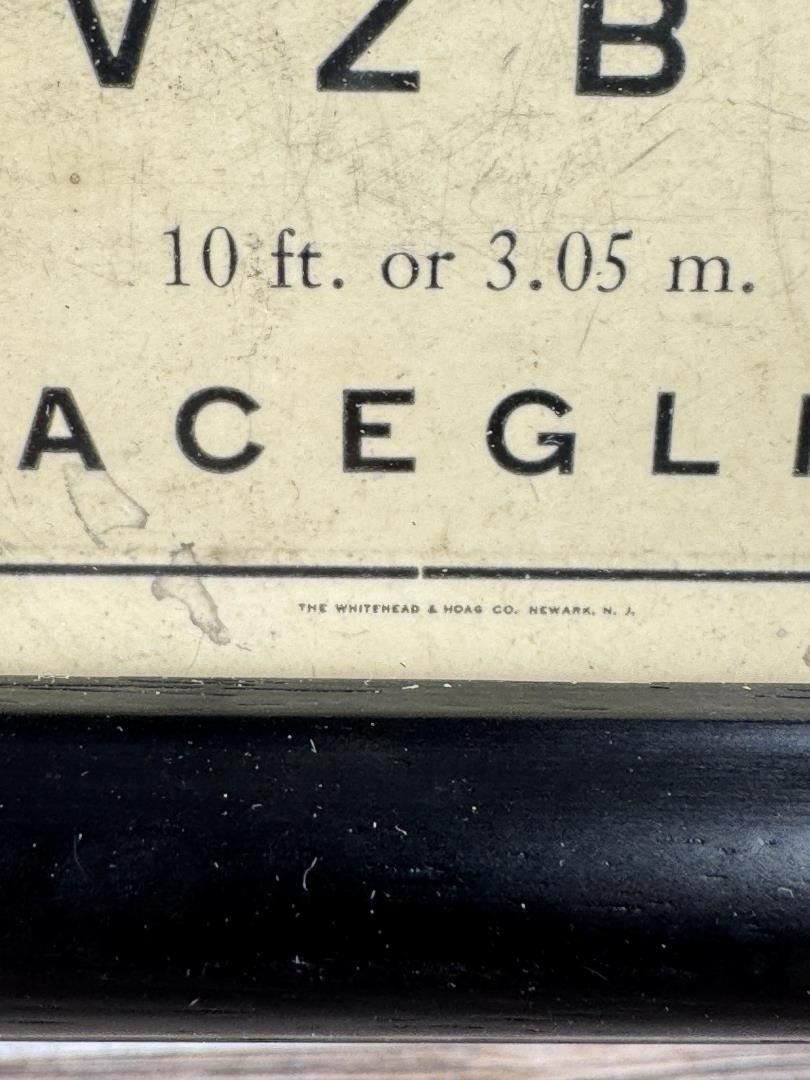 V Z B
10 ft. or 3.05 m.
A C E G L
THE WHITEHEAD & HOAG CO. NEWARK, N. J.